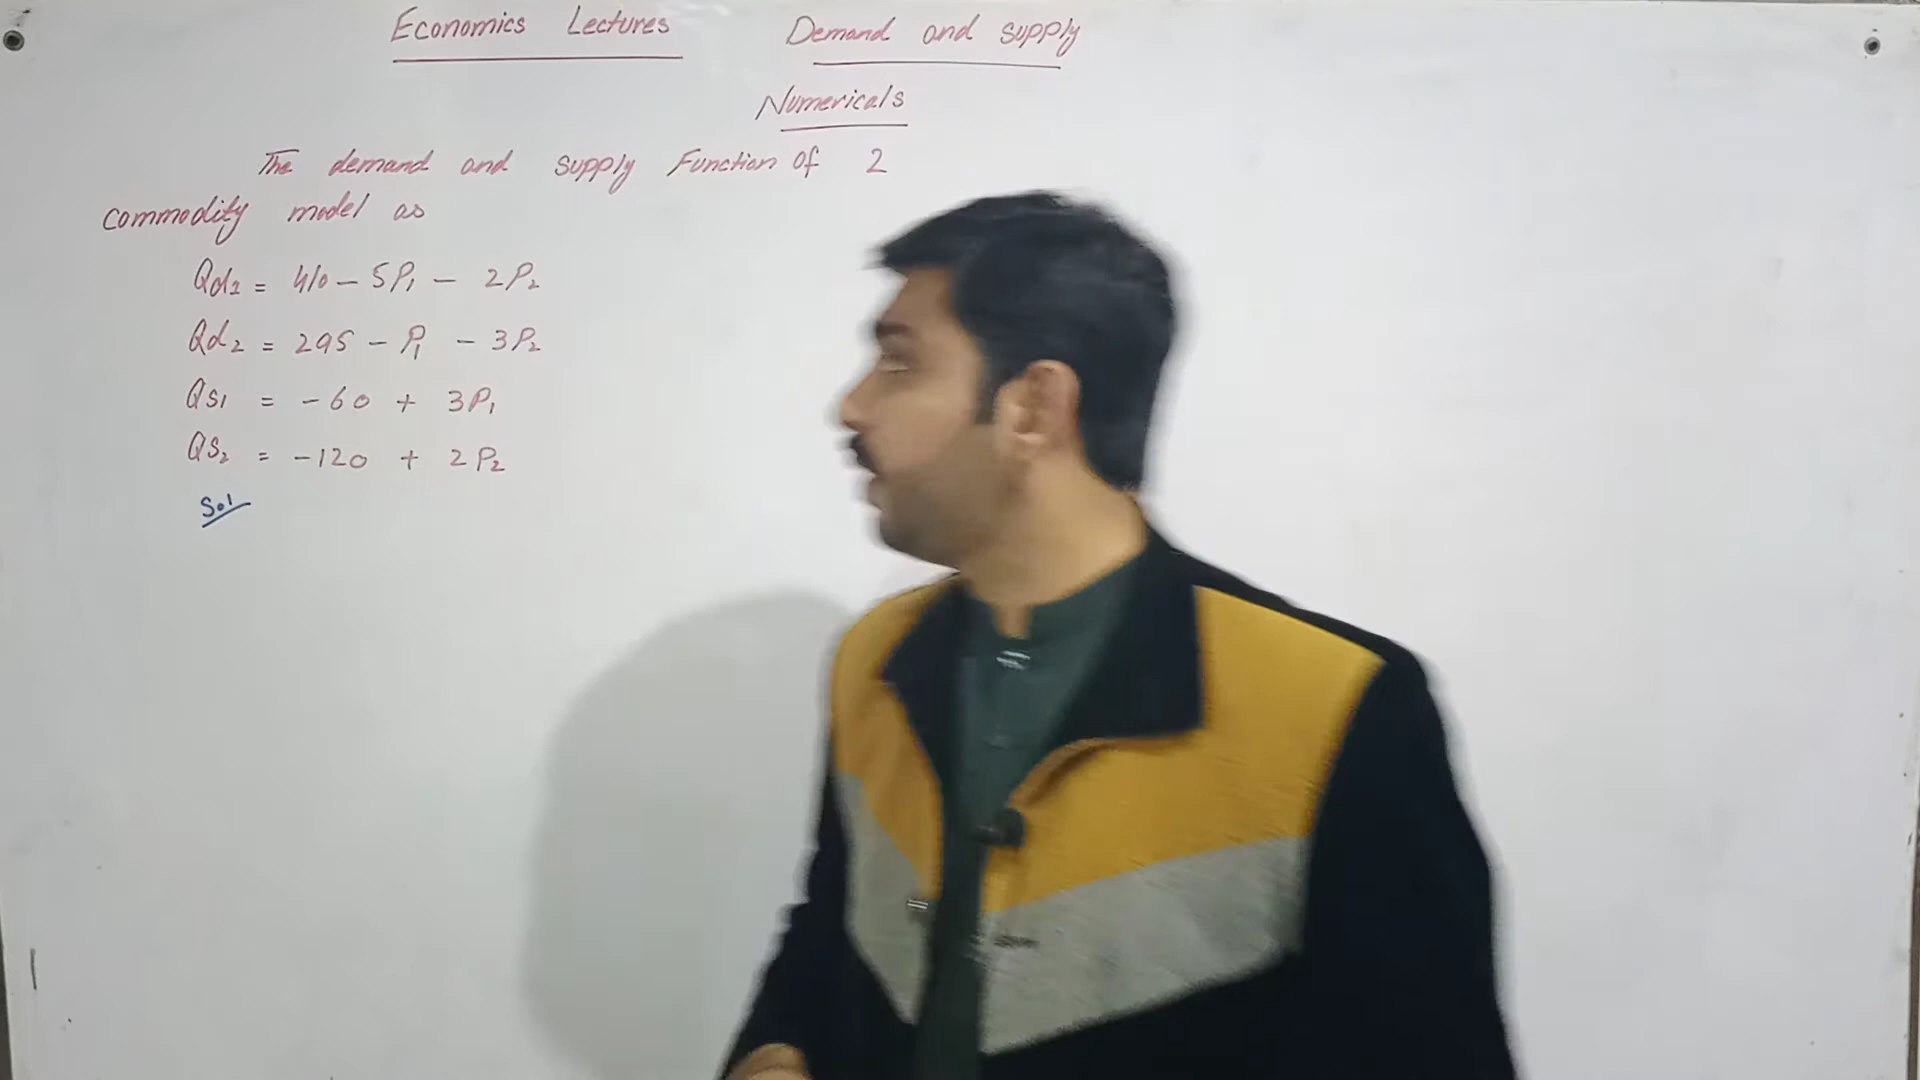 Economics Lectures Demand and supply
Numericals
The demand and supply Function of 2
commodity model as
Qd2 = 410 - 5P1 - 2P2
Qd2 = 295 - P1 - 3P2
QS1 = -60 + 3P1
QS2 = -120 + 2P2
Sol